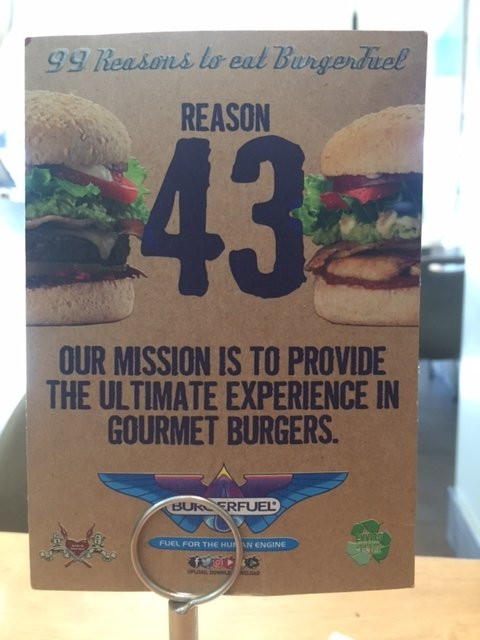 99 Reasons to eat BurgerFuel
REASON
43
OUR MISSION IS TO PROVIDE
THE ULTIMATE EXPERIENCE IN
GOURMET BURGERS.
BURGERFUEL®
FUEL FOR THE HUMAN ENGINE